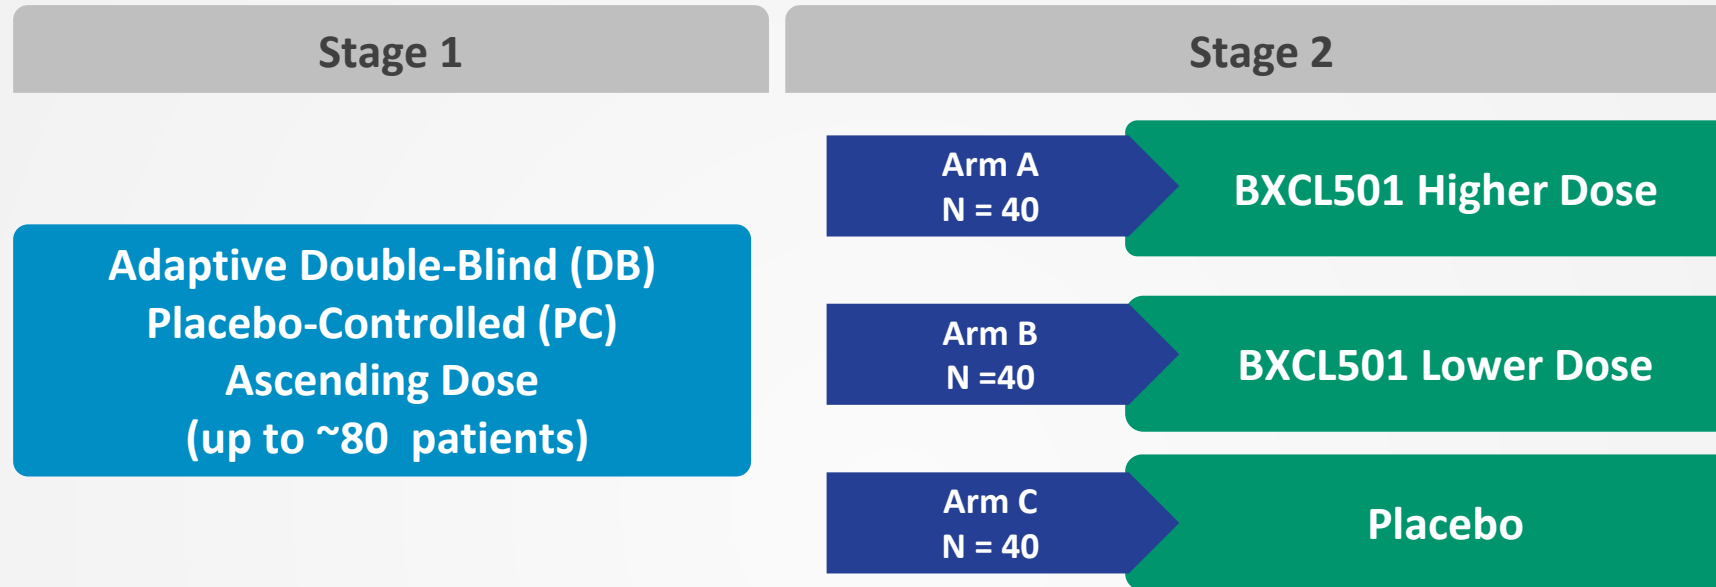 Stage 1
Adaptive Double-Blind (DB)
Placebo-Controlled (PC)
Ascending Dose
(up to ~80  patients)
Stage 2
Arm A
N = 40
BXCL501 Higher Dose
Arm B
N =40
BXCL501 Lower Dose
Arm C
N = 40
Placebo